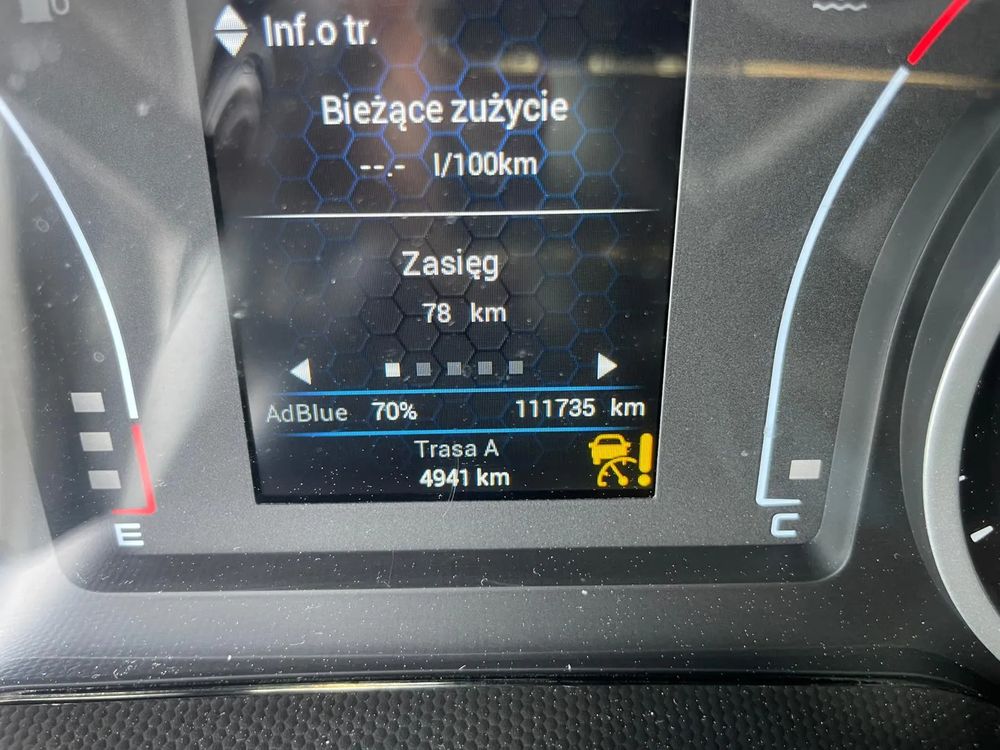 Inf.o tr.
Bieżące zużycie
--.- l/100km
Zasięg
78 km
AdBlue 70% 111735 km
Trasa A
4941 km
E
C